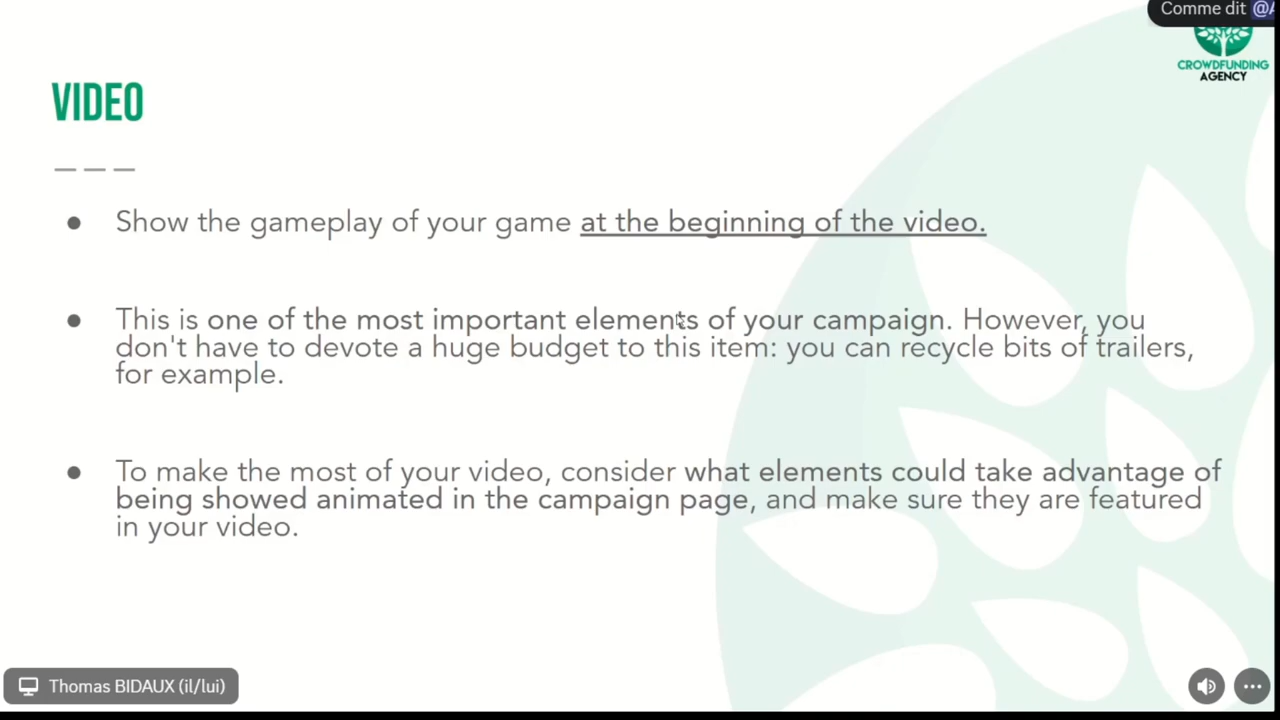 Comme dit @A
CROWDFUNDING
AGENCY
VIDEO
● Show the gameplay of your game at the beginning of the video.
● This is one of the most important elements of your campaign. However, you
don't have to devote a huge budget to this item: you can recycle bits of trailers,
for example.
● To make the most of your video, consider what elements could take advantage of
being showed animated in the campaign page, and make sure they are featured
in your video.
Thomas BIDAUX (il/lui)